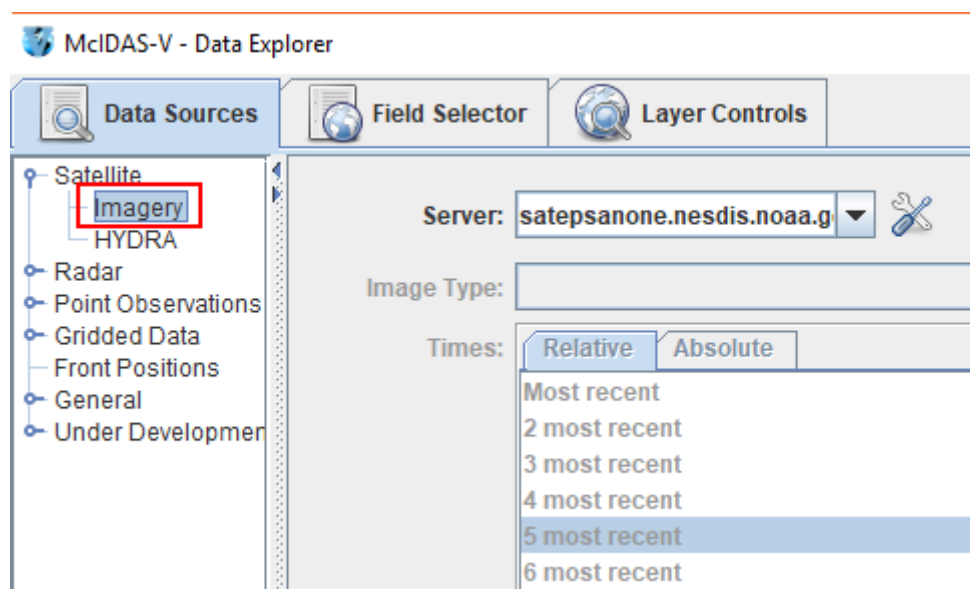 McIDAS-V - Data Explorer
Data Sources
Field Selector
Layer Controls
Satellite
Imagery
HYDRA
Radar
Point Observations
Gridded Data
Front Positions
General
Under Developmen
Server: satepsanone.nesdis.noaa.g
Image Type:
Times: Relative Absolute
Most recent
2 most recent
3 most recent
4 most recent
5 most recent
6 most recent